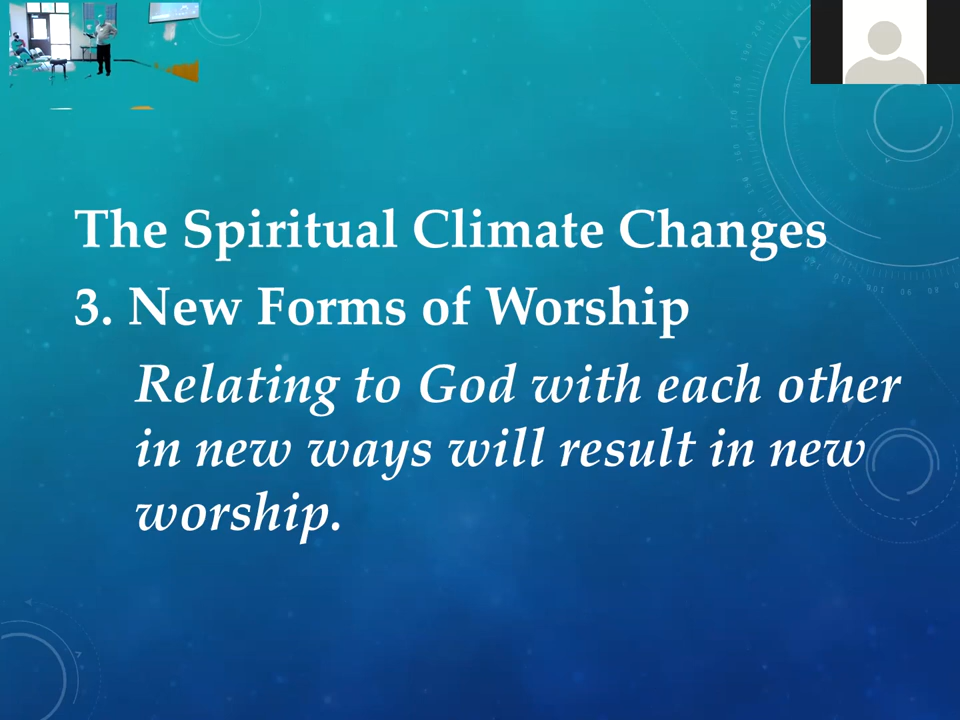 The Spiritual Climate Changes
3. New Forms of Worship
Relating to God with each other
in new ways will result in new
worship.